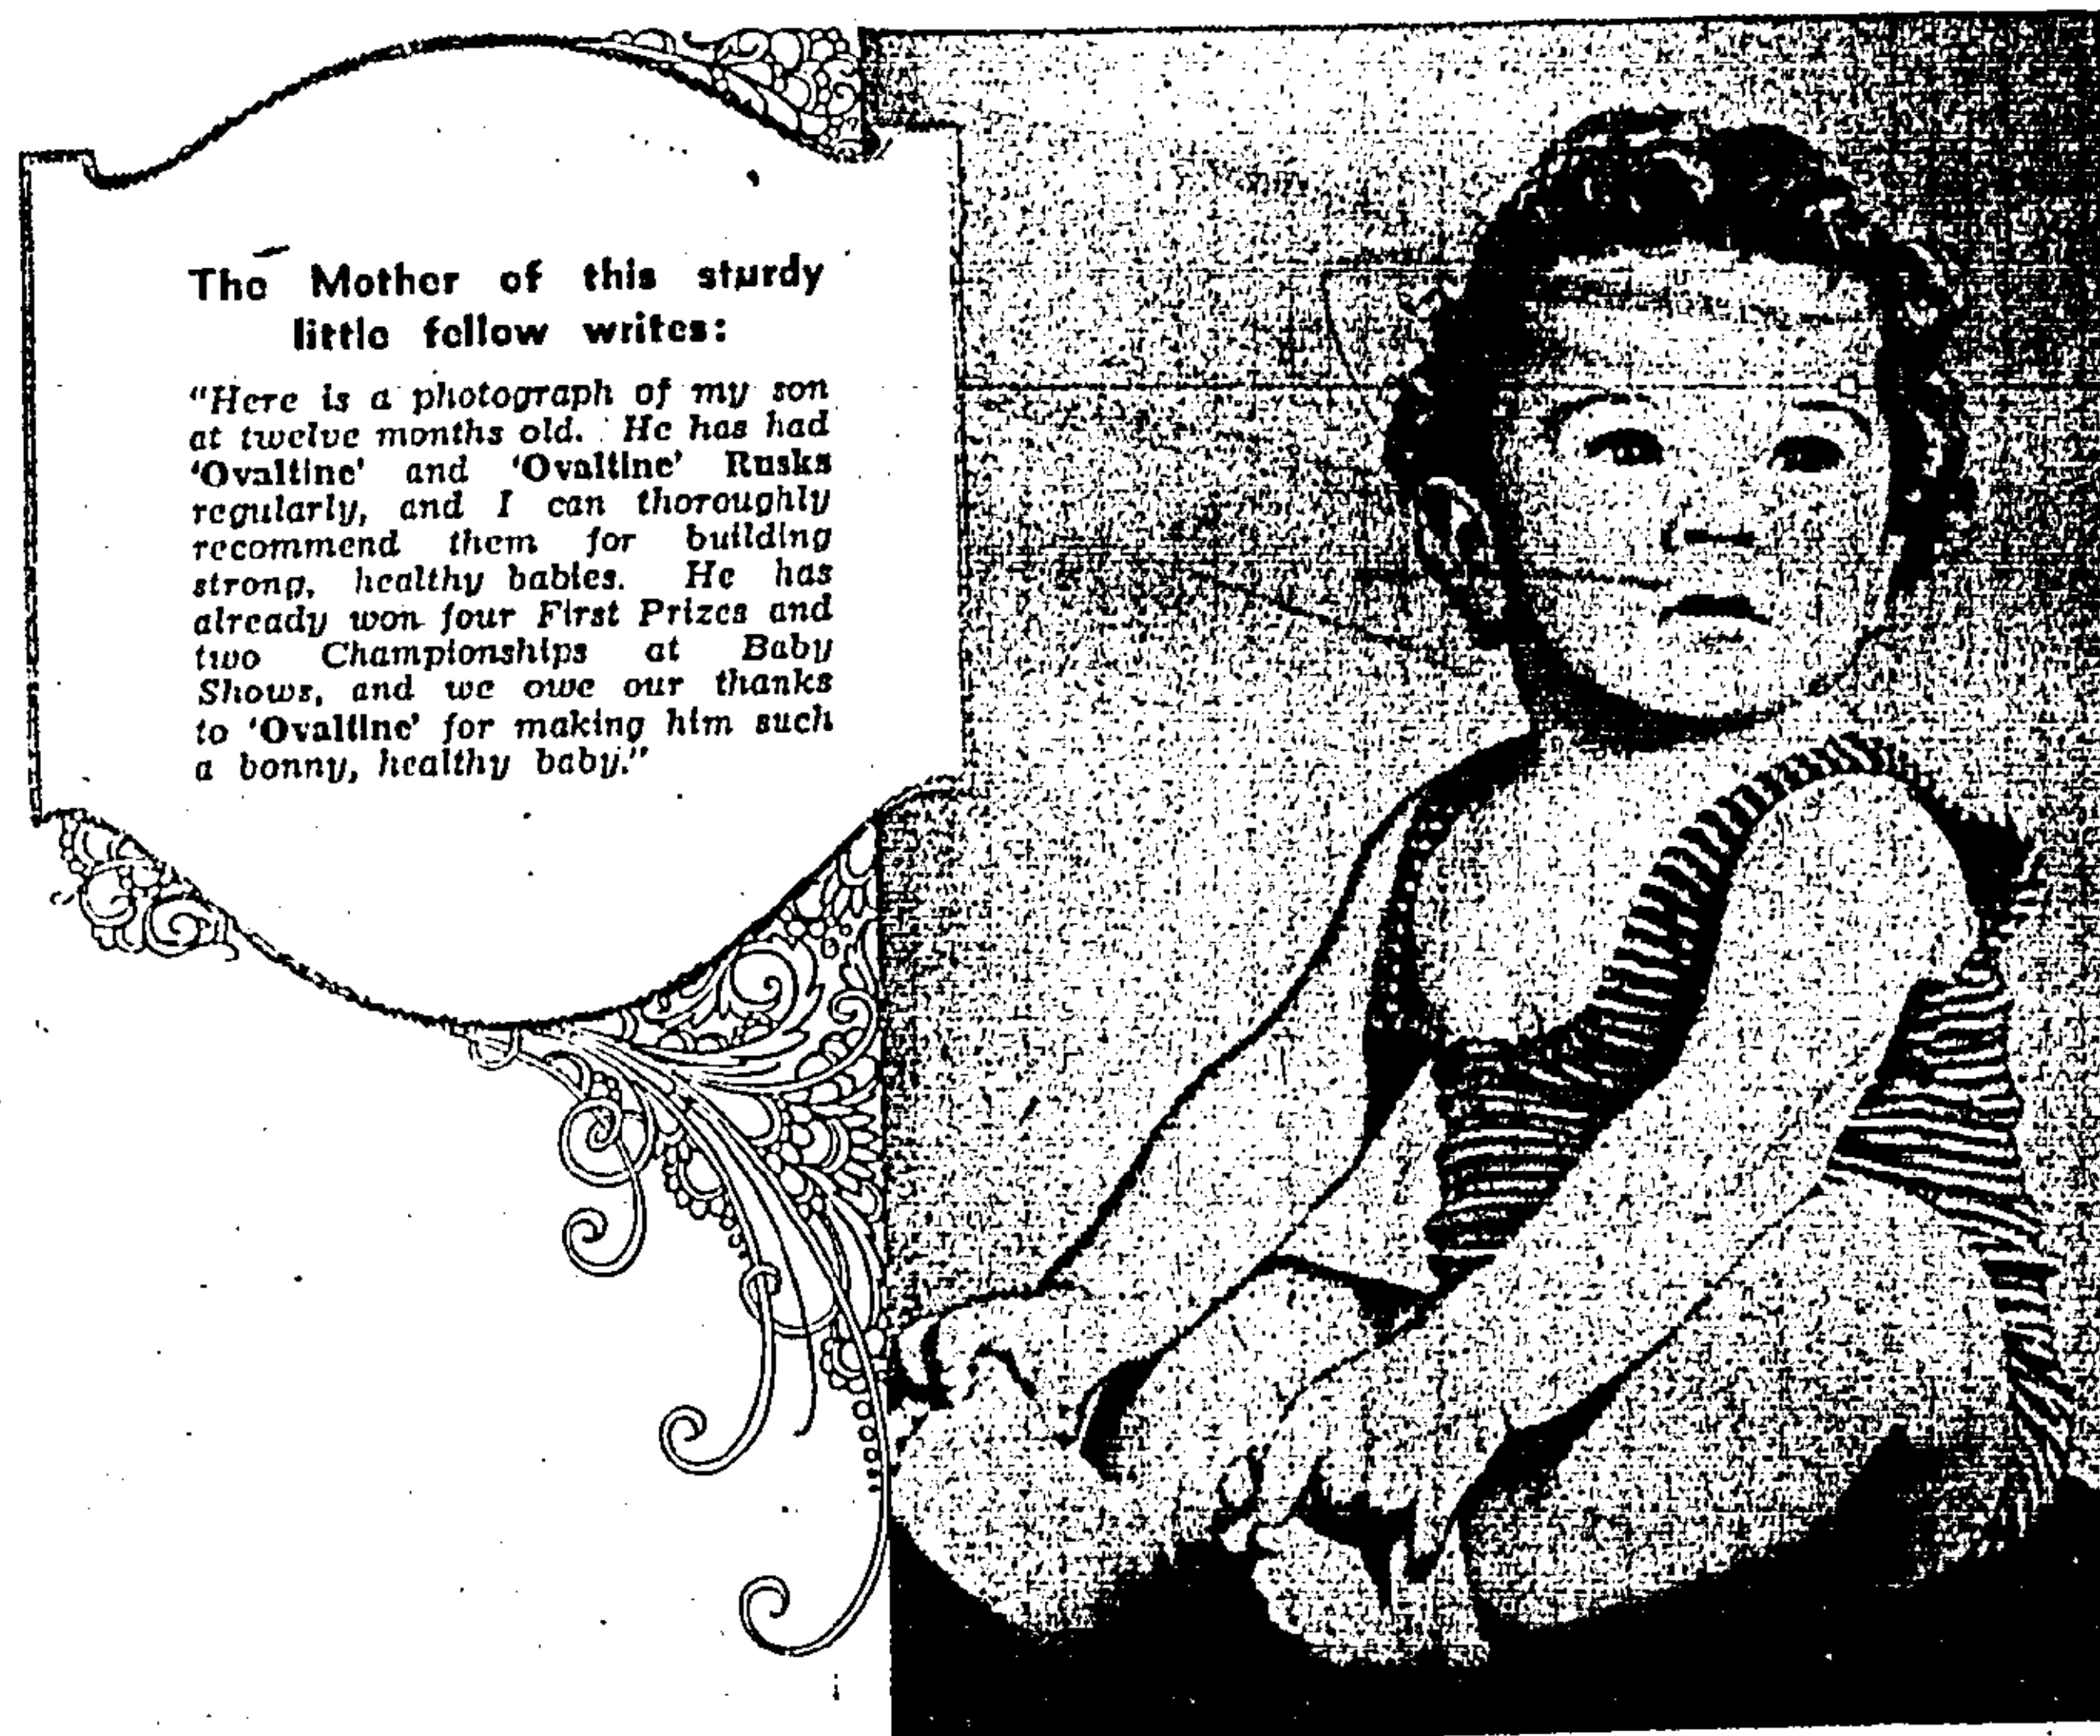 The Mother of this sturdy
little fellow writes:
"Here is a photograph of my son
at twelve months old. He has had
'Ovaltine' and 'Ovaltine' Rusks
regularly, and I can thoroughly
recommend them for building
strong, healthy babies. He has
already won four First Prizes and
two Championships at Baby
Shows, and we owe our thanks
to 'Ovaltine' for making him such
a bonny, healthy baby."